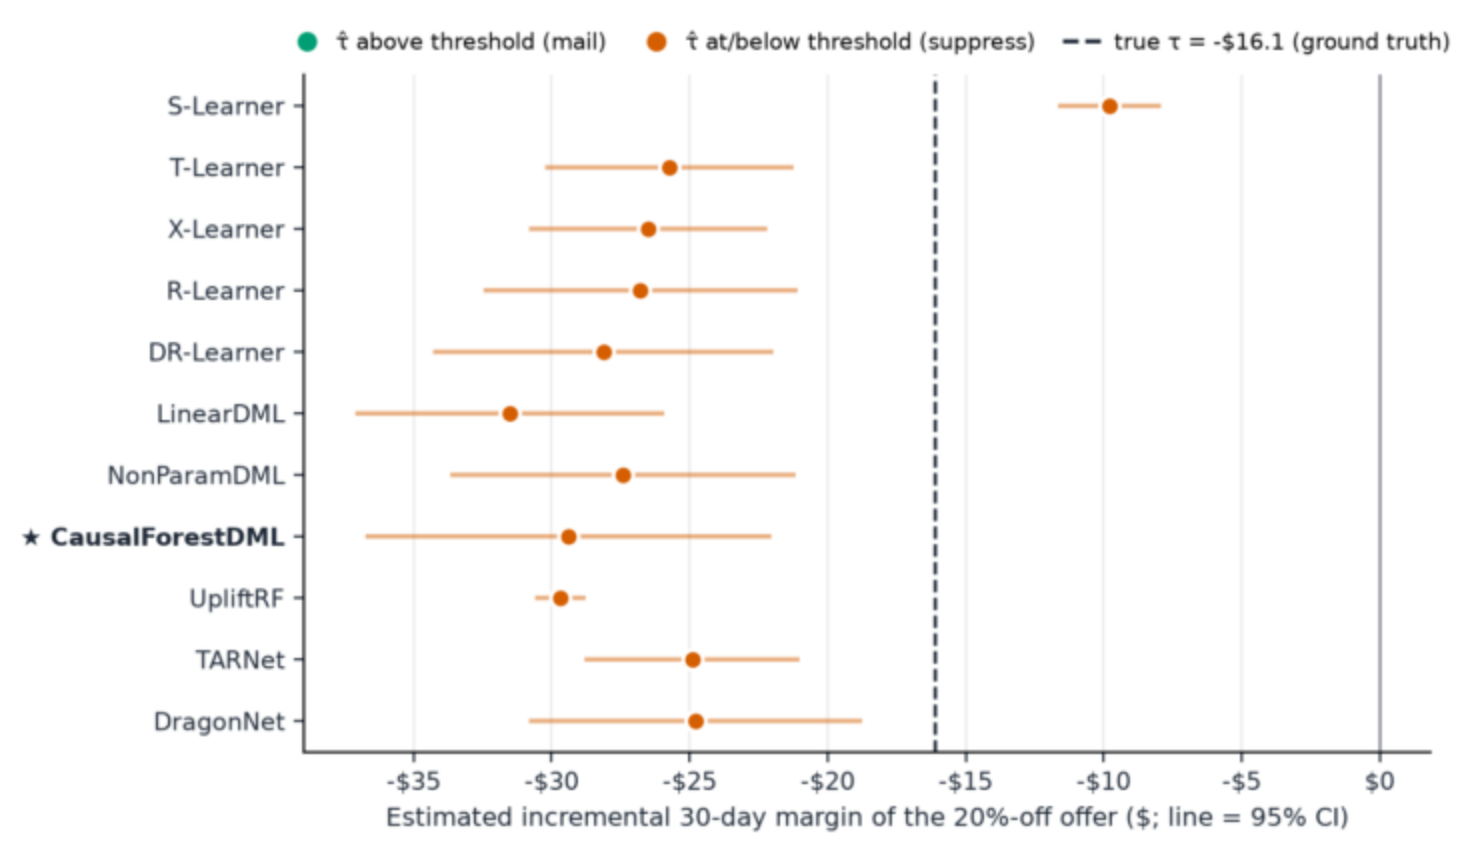 τ̂ above threshold (mail) τ̂ at/below threshold (suppress) true τ = -$16.1 (ground truth)
S-Learner
T-Learner
X-Learner
R-Learner
DR-Learner
LinearDML
NonParamDML
★ CausalForestDML
UpliftRF
TARNet
DragonNet
-$35 -$30 -$25 -$20 -$15 -$10 -$5 $0
Estimated incremental 30-day margin of the 20%-off offer ($; line = 95% CI)